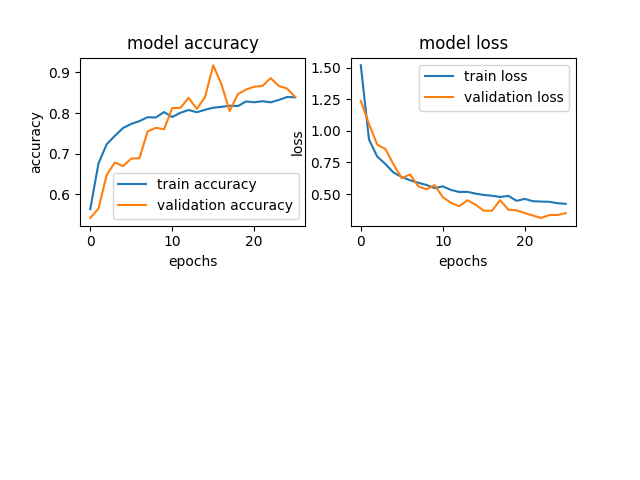 model accuracy
0.9
0.8
0.7
0.6
accuracy
train accuracy
validation accuracy
0
10
20
epochs
model loss
1.50
1.25
1.00
0.75
0.50
loss
train loss
validation loss
0
10
20
epochs